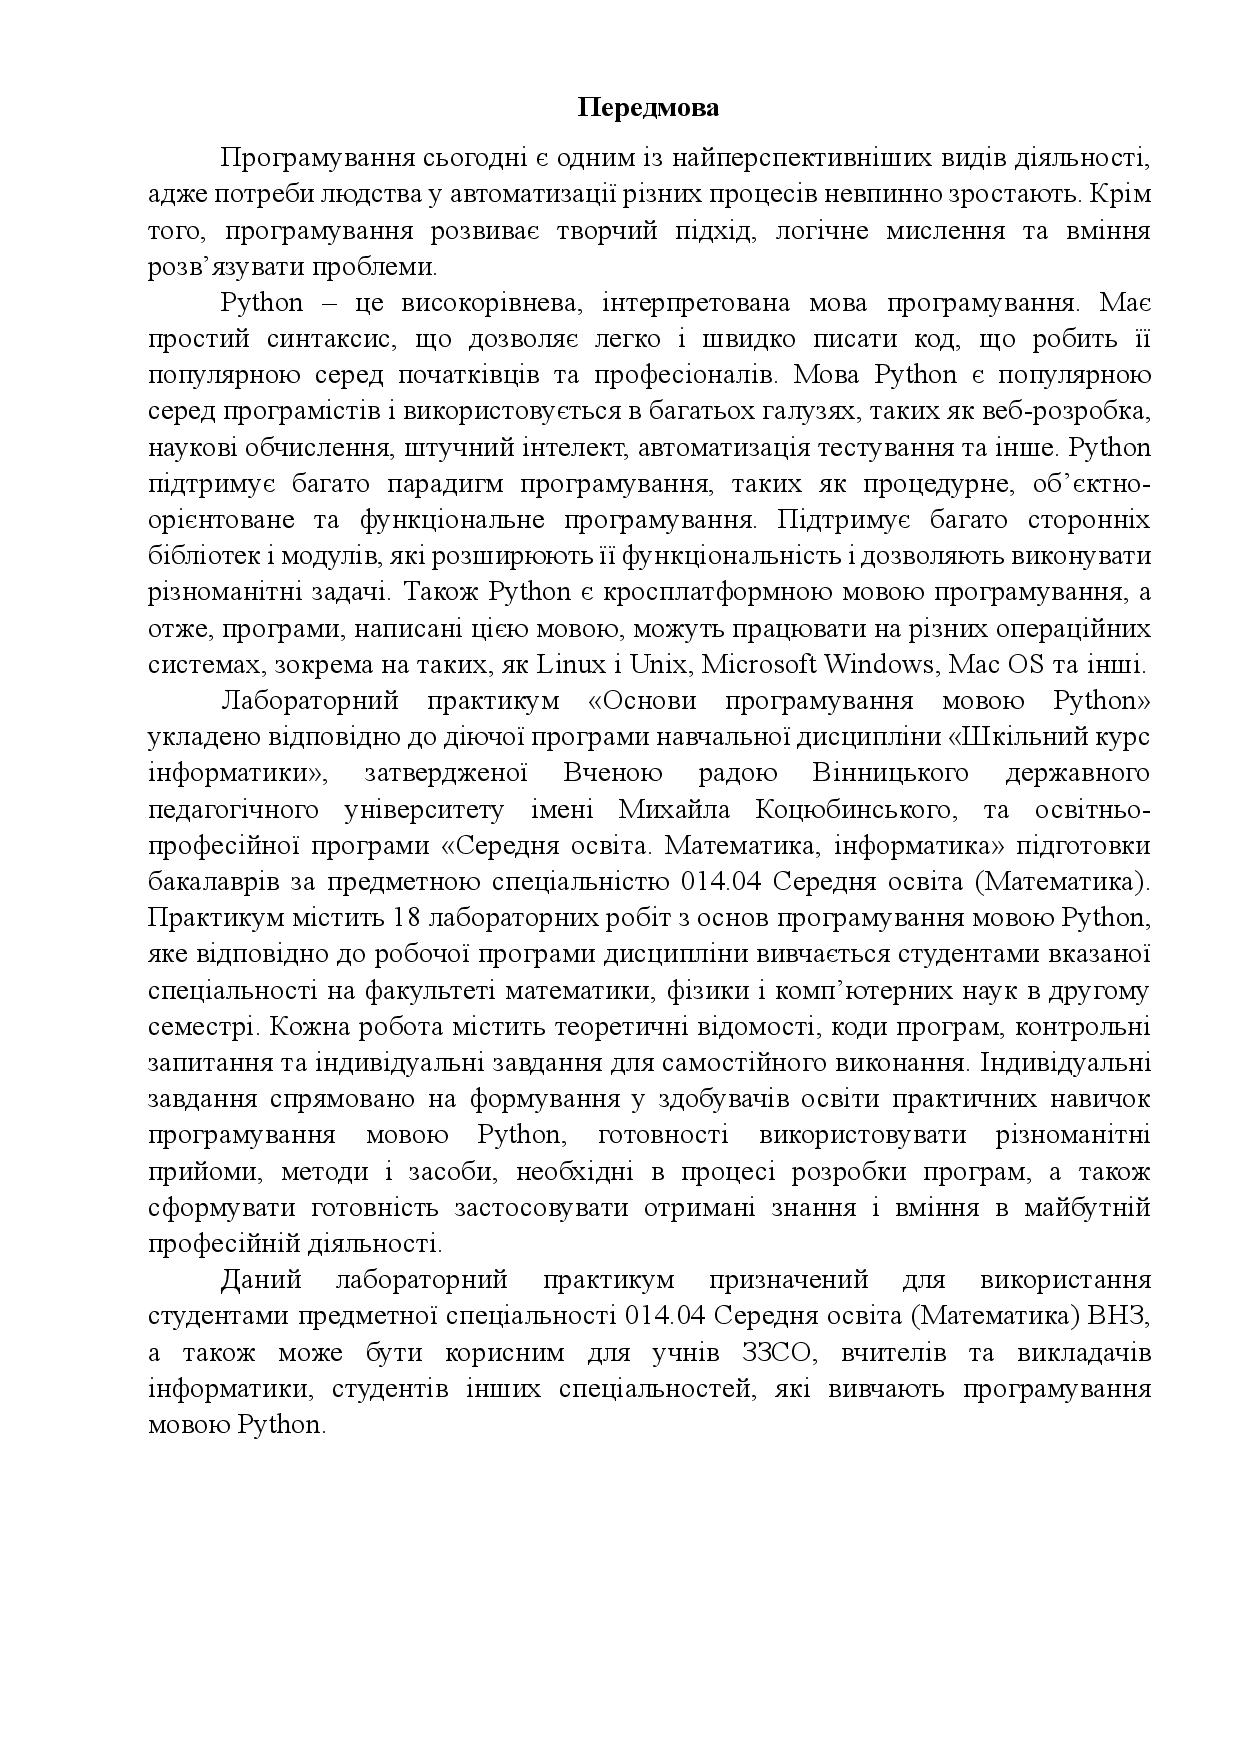 Передмова
Програмування сьогодні є одним із найперспективніших видів діяльності,
адже потреби людства у автоматизації різних процесів невпинно зростають. Крім
того, програмування розвиває творчий підхід, логічне мислення та вміння
розв’язувати проблеми.
Python – це високорівнева, інтерпретована мова програмування. Має
простий синтаксис, що дозволяє легко і швидко писати код, що робить її
популярною серед початківців та професіоналів. Мова Python є популярною
серед програмістів і використовується в багатьох галузях, таких як веб-розробка,
наукові обчислення, штучний інтелект, автоматизація тестування та інше. Python
підтримує багато парадигм програмування, таких як процедурне, об’єктно-
орієнтоване та функціональне програмування. Підтримує багато сторонніх
бібліотек і модулів, які розширюють її функціональність і дозволяють виконувати
різноманітні задачі. Також Python є кросплатформною мовою програмування, а
отже, програми, написані цією мовою, можуть працювати на різних операційних
системах, зокрема на таких, як Linux і Unix, Microsoft Windows, Mac OS та інші.
Лабораторний практикум «Основи програмування мовою Python»
укладено відповідно до діючої програми навчальної дисципліни «Шкільний курс
інформатики», затвердженої Вченою радою Вінницького державного
педагогічного університету імені Михайла Коцюбинського, та освітньо-
професійної програми «Середня освіта. Математика, інформатика» підготовки
бакалаврів за предметною спеціальністю 014.04 Середня освіта (Математика).
Практикум містить 18 лабораторних робіт з основ програмування мовою Python,
яке відповідно до робочої програми дисципліни вивчається студентами вказаної
спеціальності на факультеті математики, фізики і комп’ютерних наук в другому
семестрі. Кожна робота містить теоретичні відомості, коди програм, контрольні
запитання та індивідуальні завдання для самостійного виконання. Індивідуальні
завдання спрямовано на формування у здобувачів освіти практичних навичок
програмування мовою Python, готовності використовувати різноманітні
прийоми, методи і засоби, необхідні в процесі розробки програм, а також
сформувати готовність застосовувати отримані знання і вміння в майбутній
професійній діяльності.
Даний лабораторний практикум призначений для використання
студентами предметної спеціальності 014.04 Середня освіта (Математика) ВНЗ,
а також може бути корисним для учнів ЗЗСО, вчителів та викладачів
інформатики, студентів інших спеціальностей, які вивчають програмування
мовою Python.